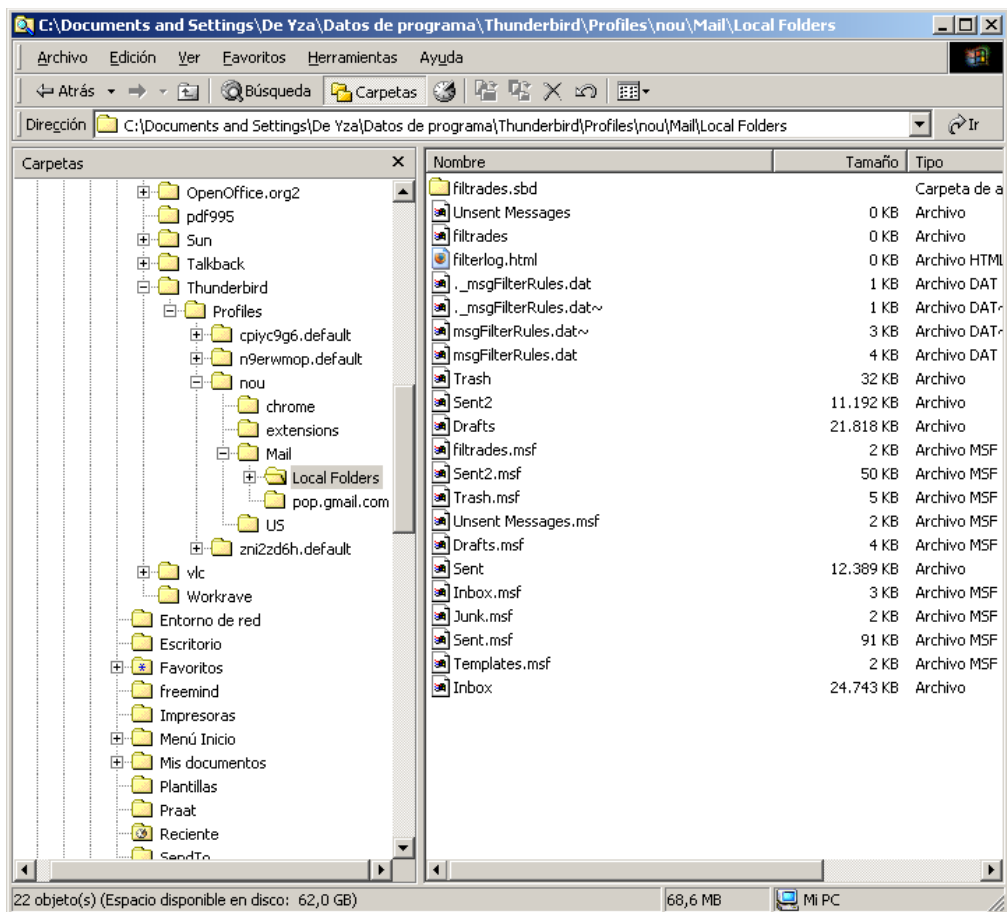 C:\Documents and Settings\De Yza\Datos de programa\Thunderbird\Profiles\nou\Mail\Local Folders
Archivo Edición Ver Favoritos Herramientas Ayuda
Atrás Búsqueda Carpetas
Dirección C:\Documents and Settings\De Yza\Datos de programa\Thunderbird\Profiles\nou\Mail\Local Folders Ir
Carpetas
OpenOffice.org2
pdf995
Sun
Talkback
Thunderbird
Profiles
cpiyc9g6.default
n9erwmop.default
nou
chrome
extensions
Mail
Local Folders
pop.gmail.com
US
zni2zd6h.default
vlc
Workrave
Entorno de red
Escritorio
Favoritos
freemind
Impresoras
Menú Inicio
Mis documentos
Plantillas
Praat
Reciente
SendTo
Nombre Tamaño Tipo
filtrades.sbd Carpeta de a
Unsent Messages 0 KB Archivo
filtrades 0 KB Archivo
filterlog.html 0 KB Archivo HTML
._msgFilterRules.dat 1 KB Archivo DAT
._msgFilterRules.dat~ 1 KB Archivo DAT~
msgFilterRules.dat~ 3 KB Archivo DAT~
msgFilterRules.dat 4 KB Archivo DAT
Trash 32 KB Archivo
Sent2 11.192 KB Archivo
Drafts 21.818 KB Archivo
filtrades.msf 2 KB Archivo MSF
Sent2.msf 50 KB Archivo MSF
Trash.msf 5 KB Archivo MSF
Unsent Messages.msf 2 KB Archivo MSF
Drafts.msf 4 KB Archivo MSF
Sent 12.389 KB Archivo
Inbox.msf 3 KB Archivo MSF
Junk.msf 2 KB Archivo MSF
Sent.msf 91 KB Archivo MSF
Templates.msf 2 KB Archivo MSF
Inbox 24.743 KB Archivo
22 objeto(s) (Espacio disponible en disco: 62,0 GB) 68,6 MB Mi PC